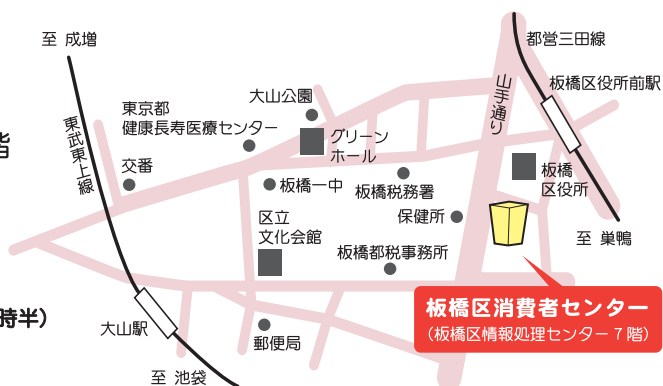 至 成増
都営三田線
板橋区役所前駅
山手通り
大山公園
東京都
健康長寿医療センター
グリーン
ホール
東武東上線
階
交番
板橋一中
板橋税務署
板橋
区役所
保健所
区立
文化会館
至 巣鴨
板橋都税事務所
板橋区消費者センター
(板橋区情報処理センター7階)
時半)
大山駅
郵便局
至 池袋